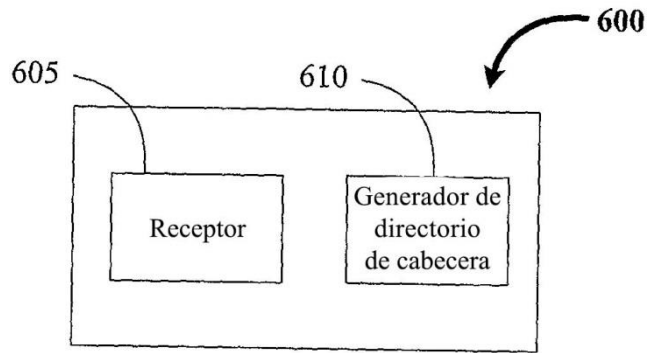 600
605
610
Receptor
Generador de
directorio
de cabecera